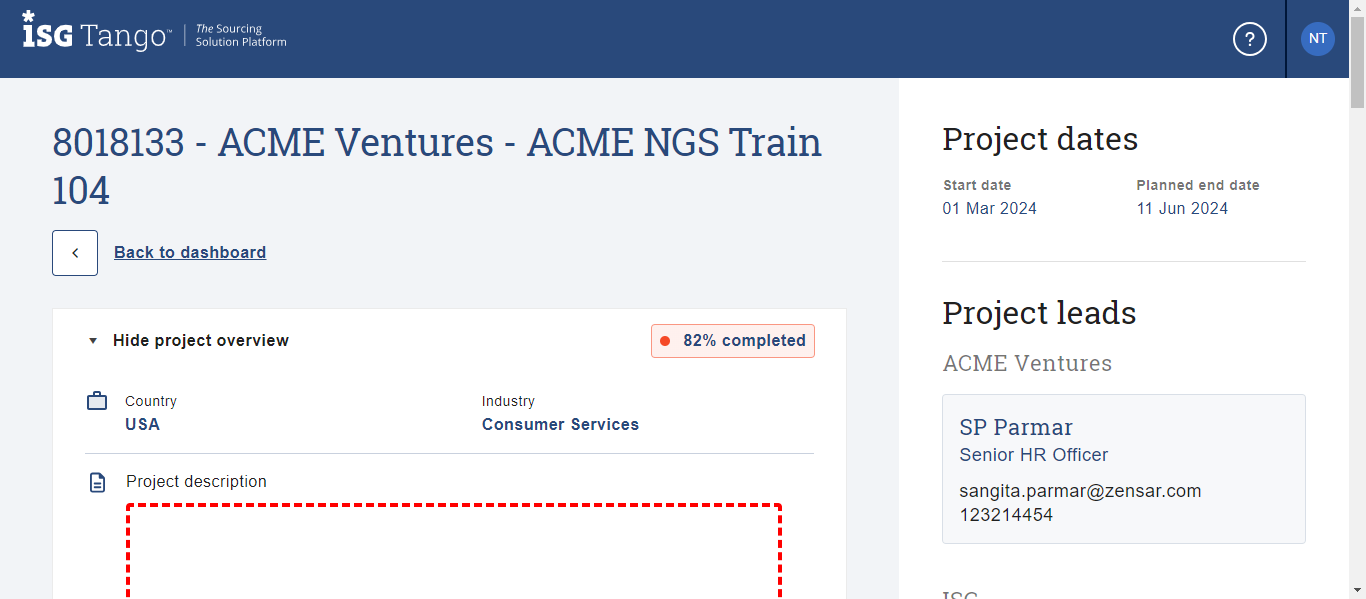 isg Tango™
The Sourcing
Solution Platform
?
NT
8018133 - ACME Ventures - ACME NGS Train
104
Back to dashboard
Hide project overview
82% completed
Country
USA
Industry
Consumer Services
Project description
Project dates
Start date
01 Mar 2024
Planned end date
11 Jun 2024
Project leads
ACME Ventures
SP Parmar
Senior HR Officer
sangita.parmar@zensar.com
123214454
ISG